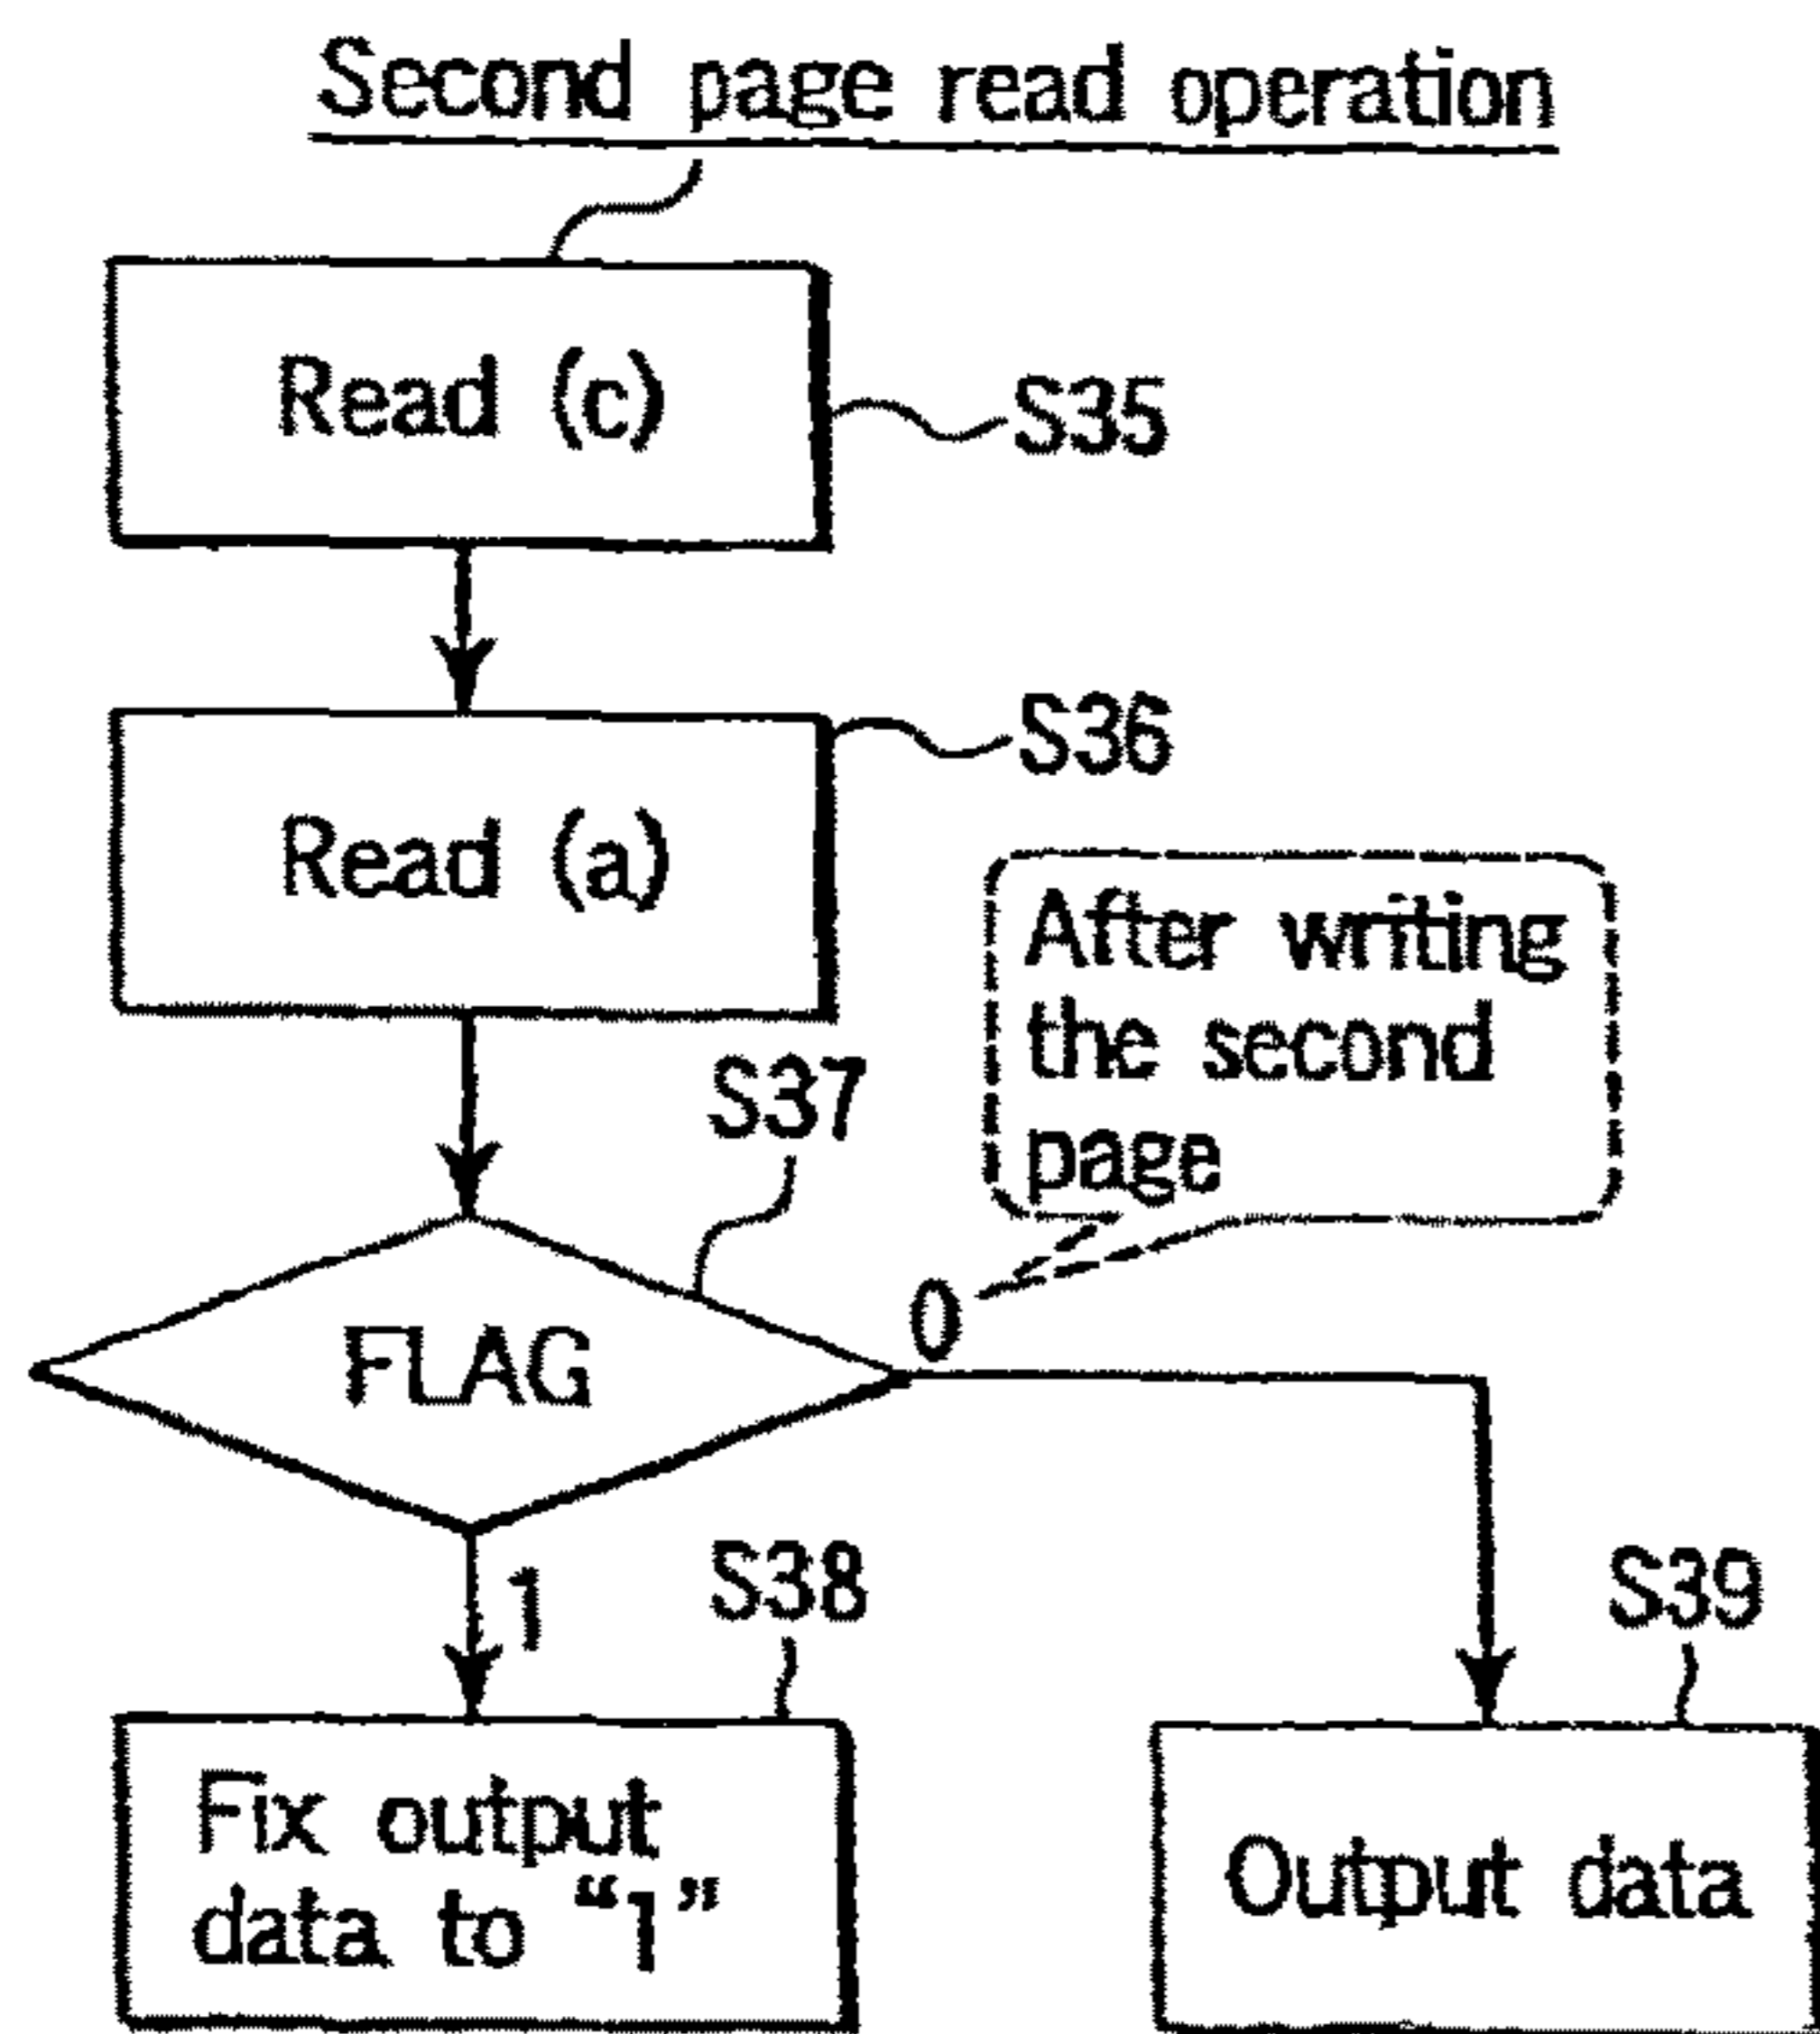 Second page read operation
Read (c)
S35
S36
Read (a)
After writing
the second
page
S37
0
FLAG
1
S38
S39
Fix output
data to “1”
Output data